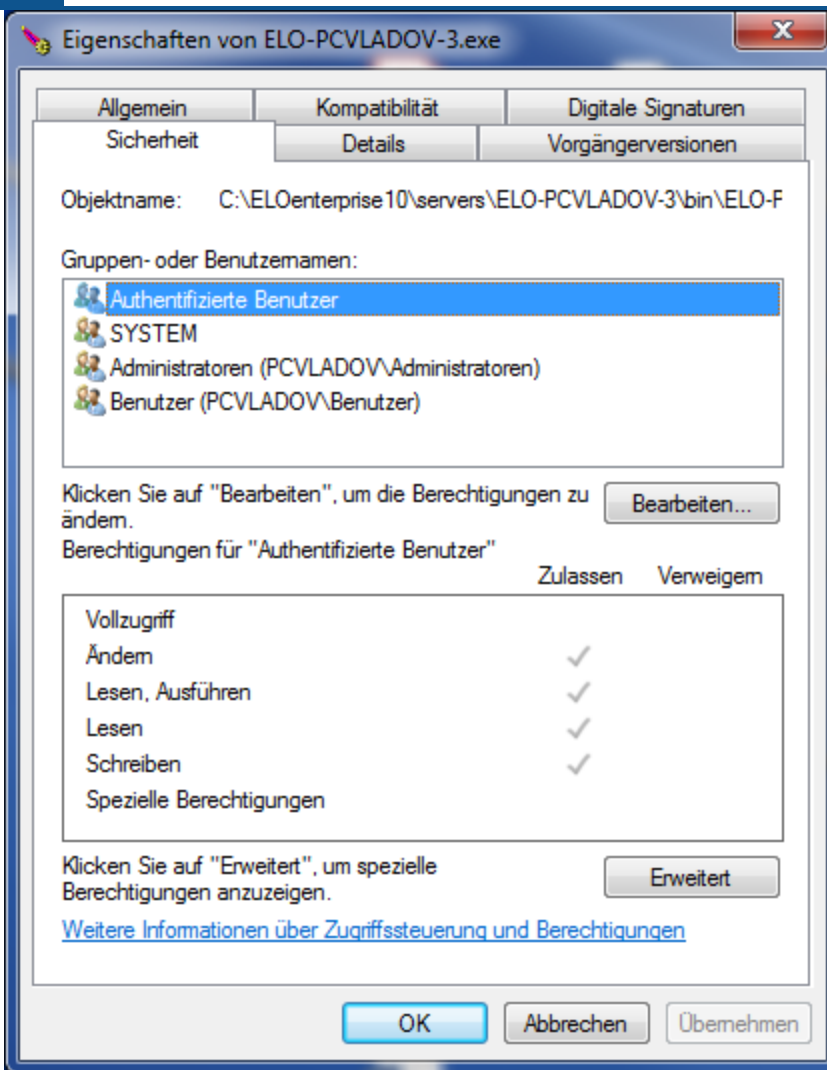 Eigenschaften von ELO-PCVLADOV-3.exe
Allgemein Kompatibilität Digitale Signaturen
Sicherheit Details Vorgängerversionen
Objektname: C:\ELOenterprise10\servers\ELO-PCVLADOV-3\bin\ELO-P
Gruppen- oder Benutzernamen:
Authentifizierte Benutzer
SYSTEM
Administratoren (PCVLADOV\Administratoren)
Benutzer (PCVLADOV\Benutzer)
Klicken Sie auf "Bearbeiten", um die Berechtigungen zu
ändern.
Bearbeiten...
Berechtigungen für "Authentifizierte Benutzer"
Zulassen Verweigern
Vollzugriff
Ändern
Lesen, Ausführen
Lesen
Schreiben
Spezielle Berechtigungen
Klicken Sie auf "Erweitert", um spezielle
Berechtigungen anzuzeigen.
Erweitert
Weitere Informationen über Zugriffssteuerung und Berechtigungen
OK Abbrechen Übernehmen